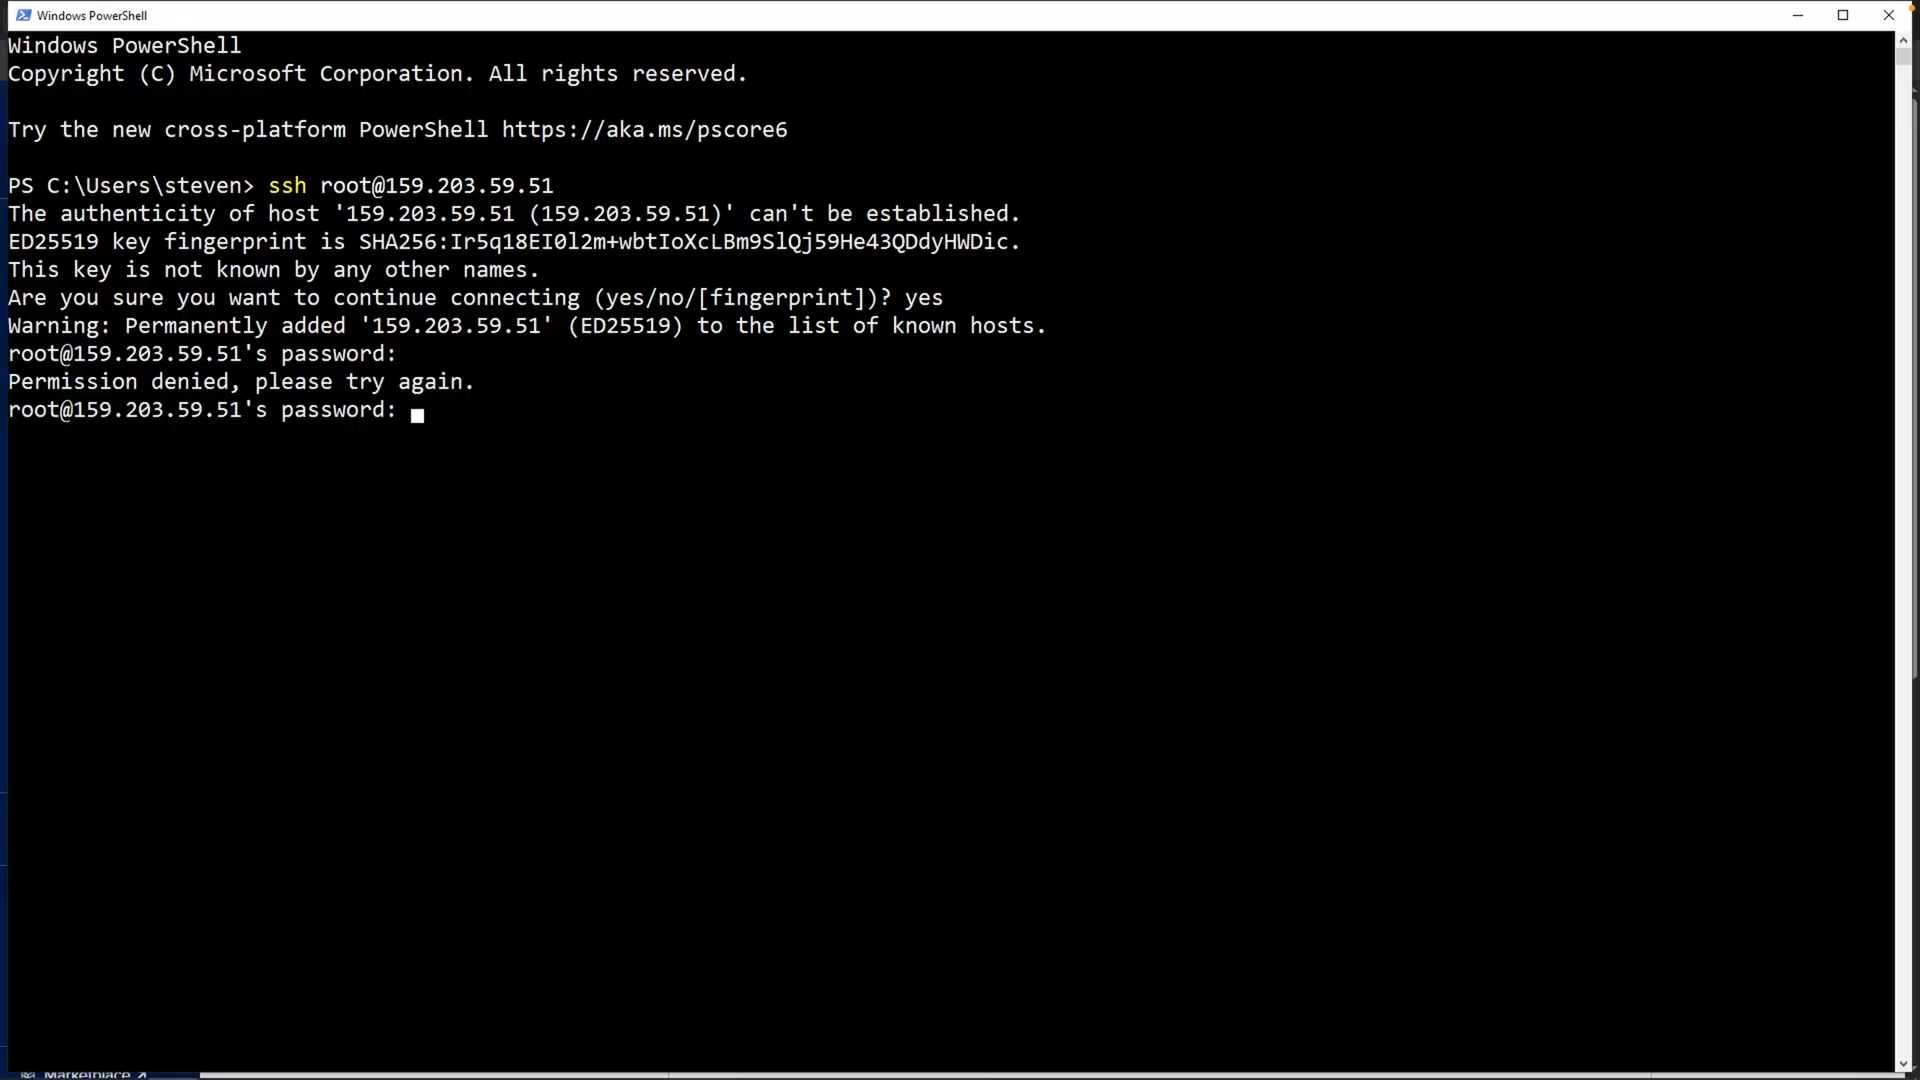 Windows PowerShell
Windows PowerShell
Copyright (C) Microsoft Corporation. All rights reserved.
Try the new cross-platform PowerShell https://aka.ms/pscore6
PS C:\Users\steven> ssh root@159.203.59.51
The authenticity of host '159.203.59.51 (159.203.59.51)' can't be established.
ED25519 key fingerprint is SHA256:Ir5q18EI0l2m+wbtIoXcLBm9SlQj59He43QDdyHWDic.
This key is not known by any other names.
Are you sure you want to continue connecting (yes/no/[fingerprint])? yes
Warning: Permanently added '159.203.59.51' (ED25519) to the list of known hosts.
root@159.203.59.51's password:
Permission denied, please try again.
root@159.203.59.51's password:
Marketplace